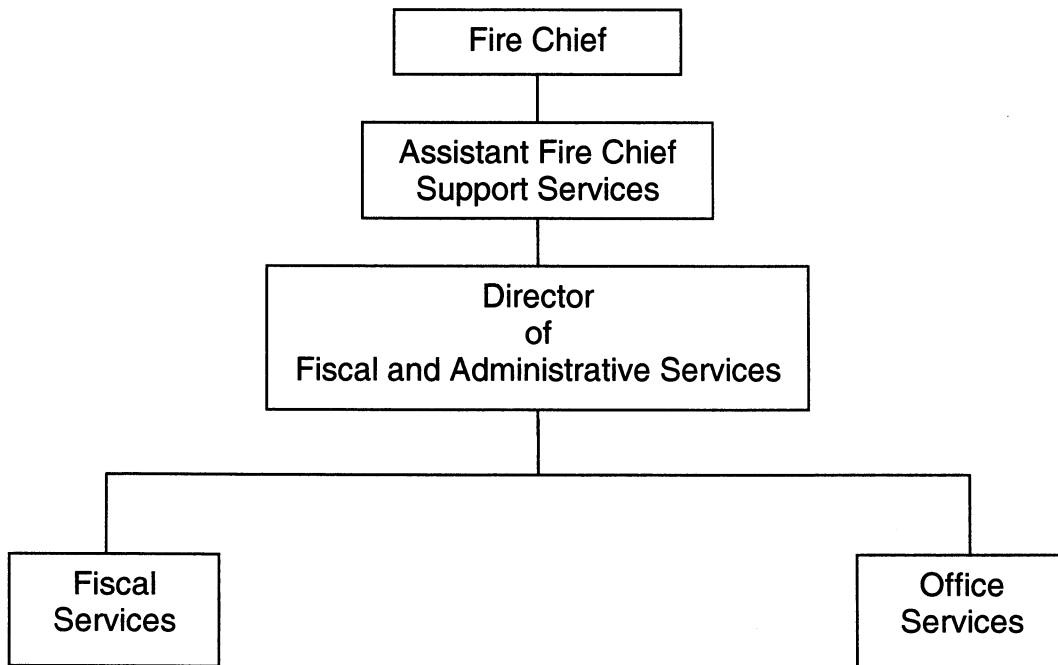 Fire Chief
Assistant Fire Chief
Support Services
Director
of
Fiscal and Administrative Services
Fiscal
Services
Office
Services